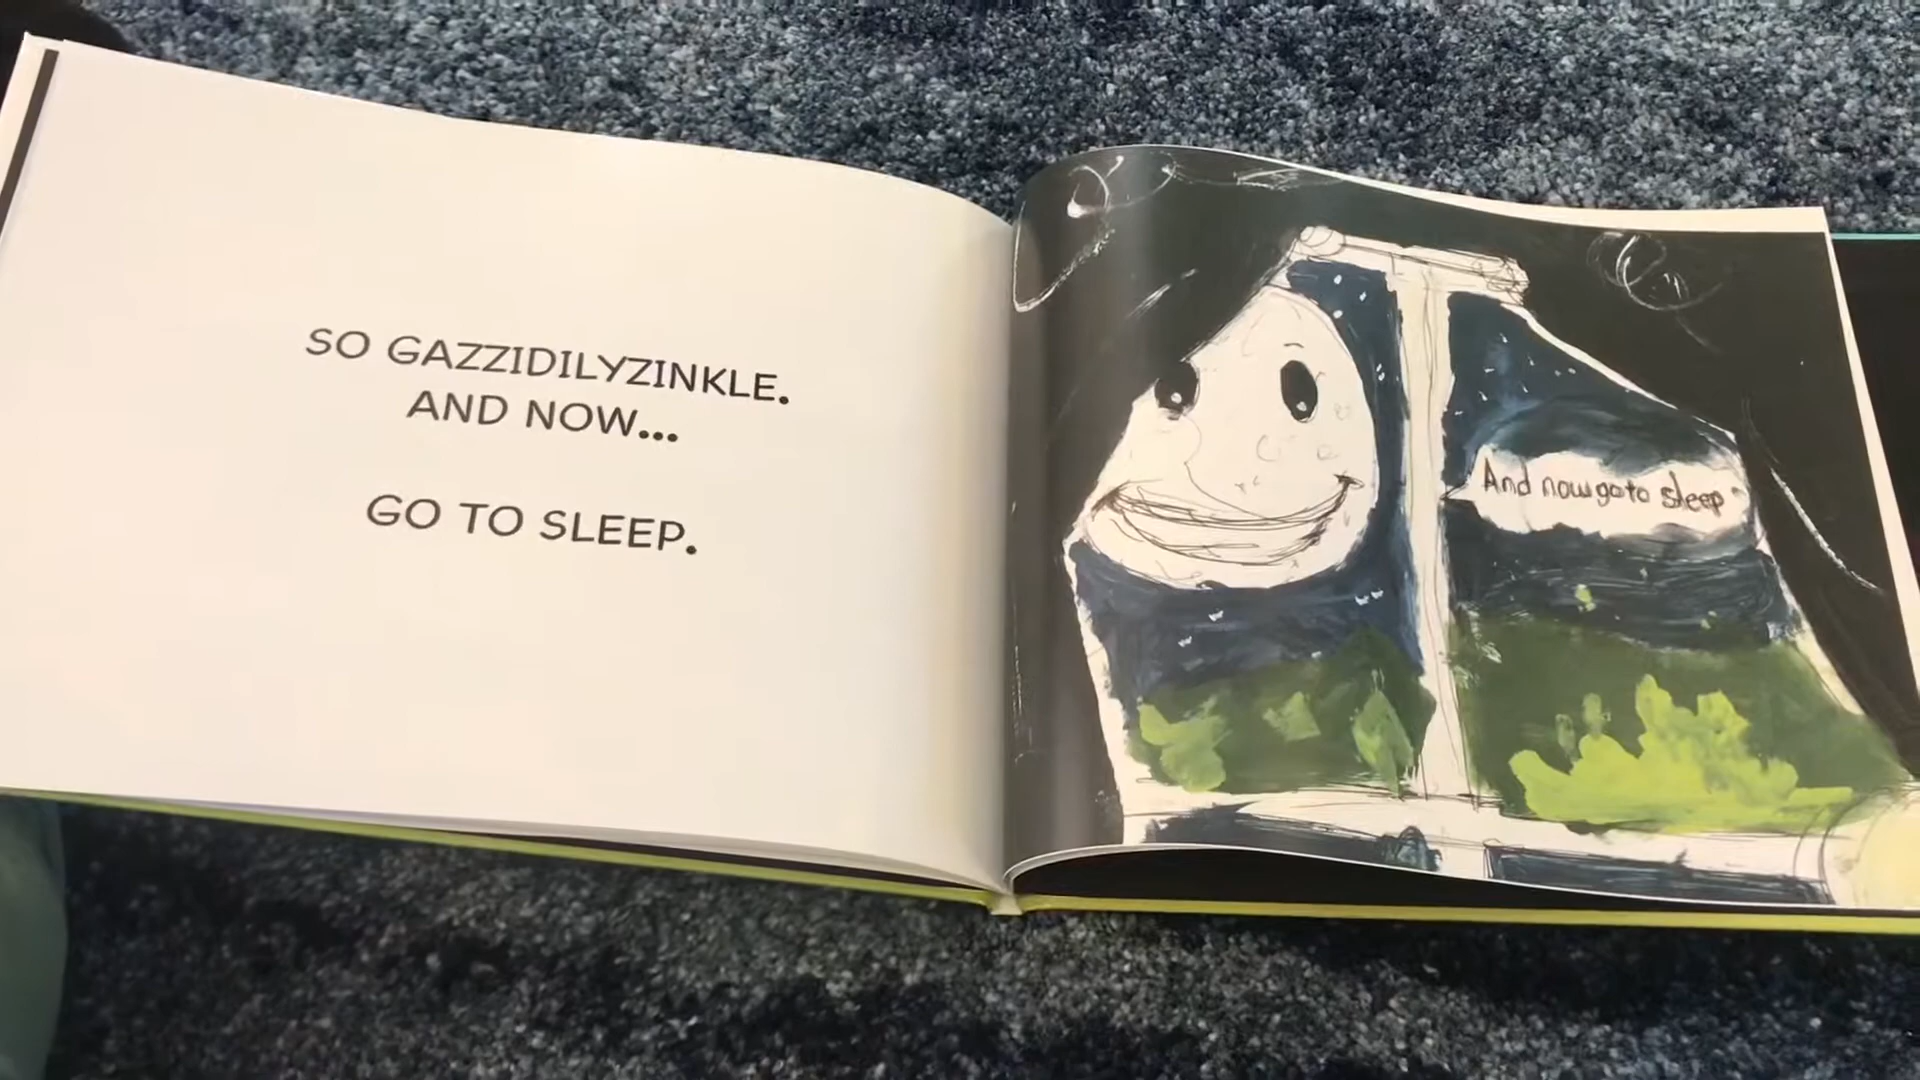 SO GAZZIDILYZINKLE.
AND NOW...
GO TO SLEEP.
And now go to sleep